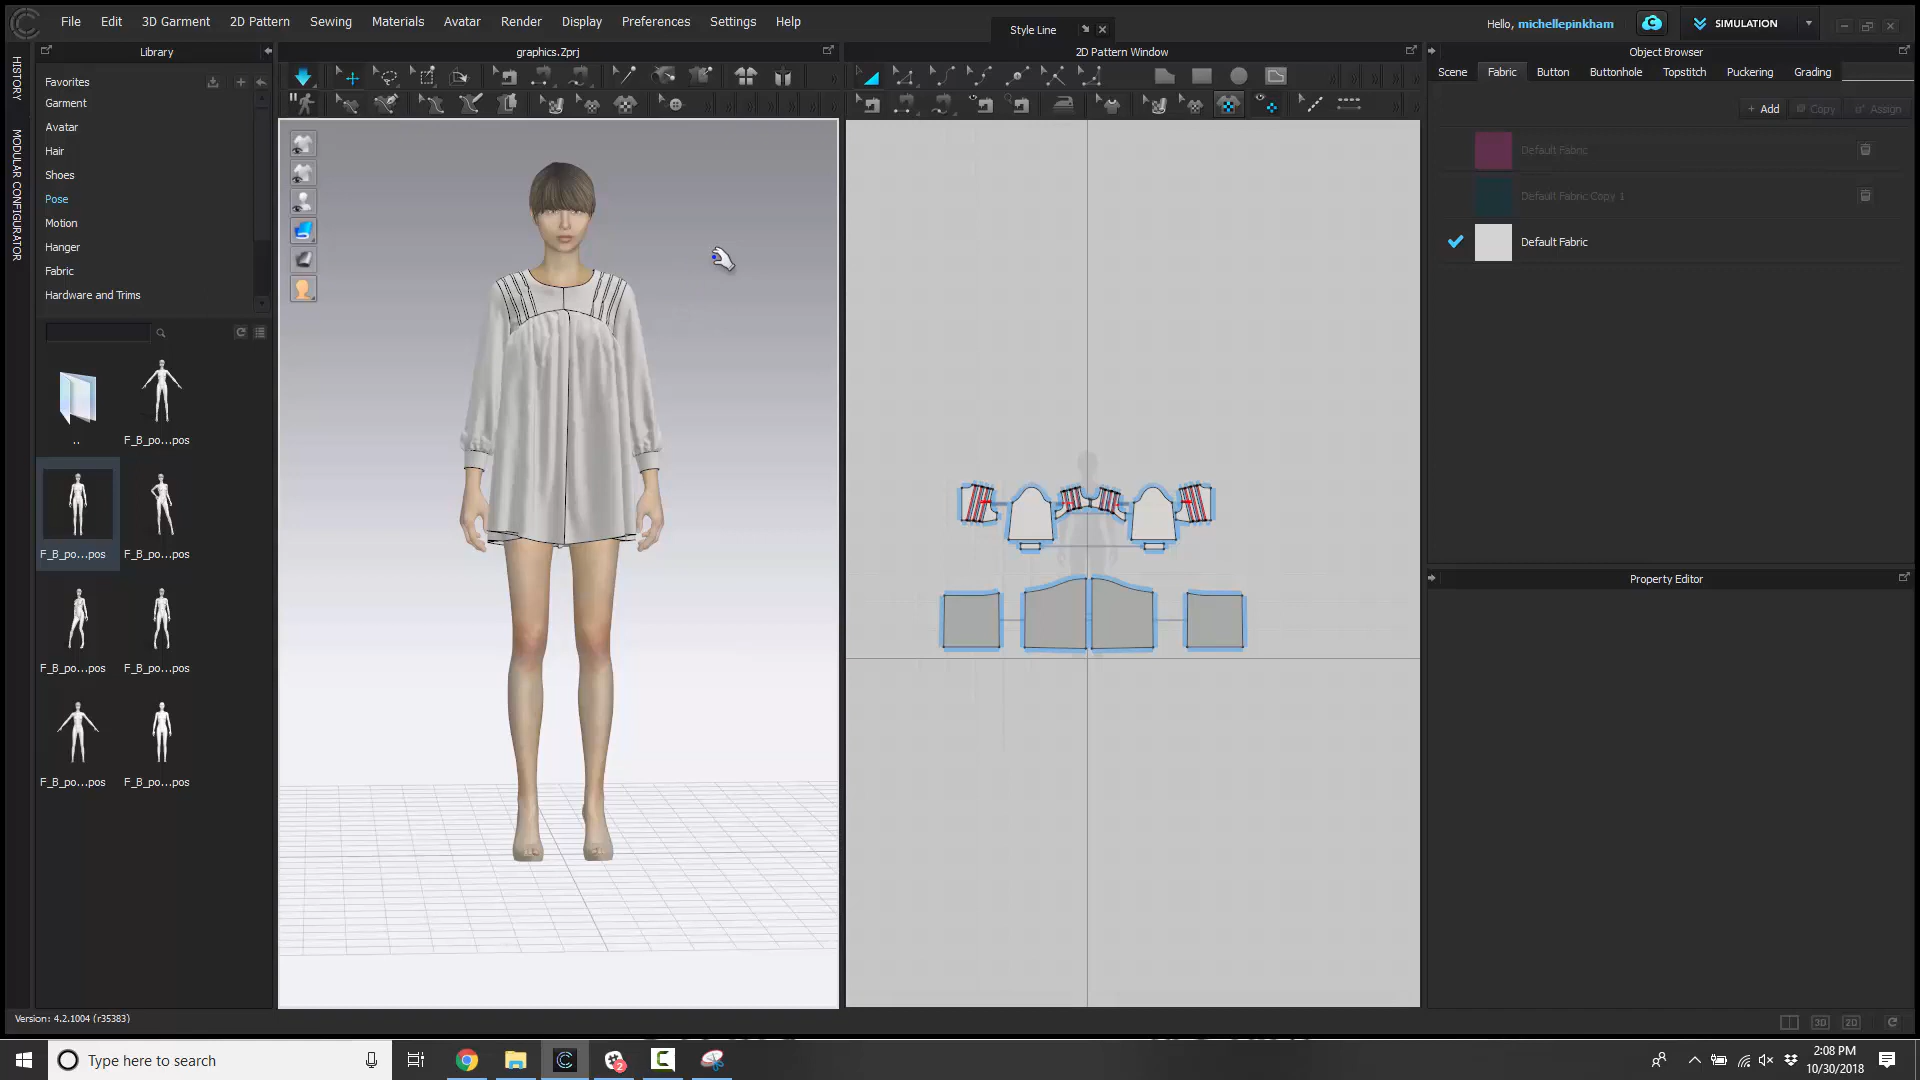 File Edit 3D Garment 2D Pattern Sewing Materials Avatar Render Display Preferences Settings Help
Style Line
Hello, michellepinkham
SIMULATION
Library
graphics.Zprj
2D Pattern Window
Object Browser
HISTORY
MODULAR CONFIGURATOR
Favorites
Garment
Avatar
Hair
Shoes
Pose
Motion
Hanger
Fabric
Hardware and Trims
Scene Fabric Button Buttonhole Topstitch Puckering Grading
+ Add Copy Assign
Default Fabric
Default Fabric Copy 1
Default Fabric
..
F_B_po...pos
F_B_po...pos
F_B_po...pos
F_B_po...pos
F_B_po...pos
F_B_po...pos
F_B_po...pos
Property Editor
Version: 4.2.1004 (r35383)
3D 2D
Type here to search
2
2:08 PM
10/30/2018